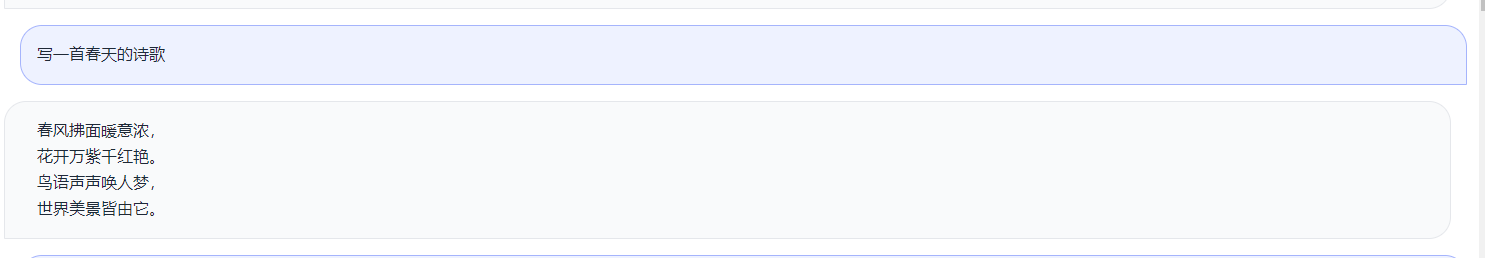 写一首春天的诗歌
春风拂面暖意浓，
花开万紫千红艳。
鸟语声声唤人梦，
世界美景皆由它。